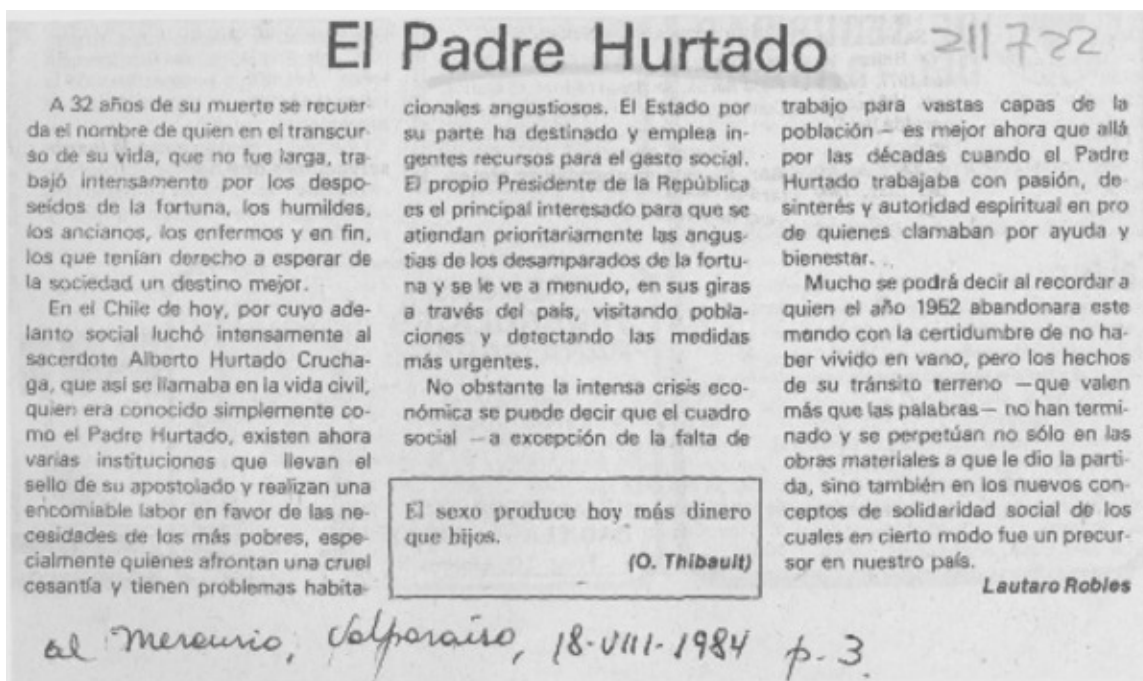 El Padre Hurtado
211722
A 32 años de su muerte se recuer-
da el nombre de quien en el transcur-
so de su vida, que no fue larga, tra-
bajó intensamente por los despo-
seídos de la fortuna, los humildes,
los ancianos, los enfermos y en fin,
los que tenían derecho a esperar de
la sociedad un destino mejor.
En el Chile de hoy, por cuyo ade-
lanto social luchó intensamente al
sacerdote Alberto Hurtado Crucha-
ga, que así se llamaba en la vida civil,
quien era conocido simplemente co-
mo el Padre Hurtado, existen ahora
varias instituciones que llevan el
sello de su apostolado y realizan una
encomiable labor en favor de las ne-
cesidades de los más pobres, espe-
cialmente quienes afrontan una cruel
cesantía y tienen problemas habita-
cionales angustiosos. El Estado por
su parte ha destinado y emplea in-
gentes recursos para el gasto social.
El propio Presidente de la República
es el principal interesado para que se
atiendan prioritariamente las angus-
tias de los desamparados de la fortu-
na y se le ve a menudo, en sus giras
a través del país, visitando pobla-
ciones y detectando las medidas
más urgentes.
No obstante la intensa crisis eco-
nómica se puede decir que el cuadro
social —a excepción de la falta de
El sexo produce hoy más dinero
que hijos.
(O. Thibault)
trabajo para vastas capas de la
población— es mejor ahora que allá
por las décadas cuando el Padre
Hurtado trabajaba con pasión, de-
sinterés y autoridad espiritual en pro
de quienes clamaban por ayuda y
bienestar.
Mucho se podrá decir al recordar a
quien el año 1952 abandonara este
mundo con la certidumbre de no ha-
ber vivido en vano, pero los hechos
de su tránsito terreno —que valen
más que las palabras— no han termi-
nado y se perpetúan no sólo en las
obras materiales a que le dio la parti-
da, sino también en los nuevos con-
ceptos de solidaridad social de los
cuales en cierto modo fue un precur-
sor en nuestro país.
Lautaro Robles
al Mercurio, Valparaíso, 18-VIII-1984 p. 3